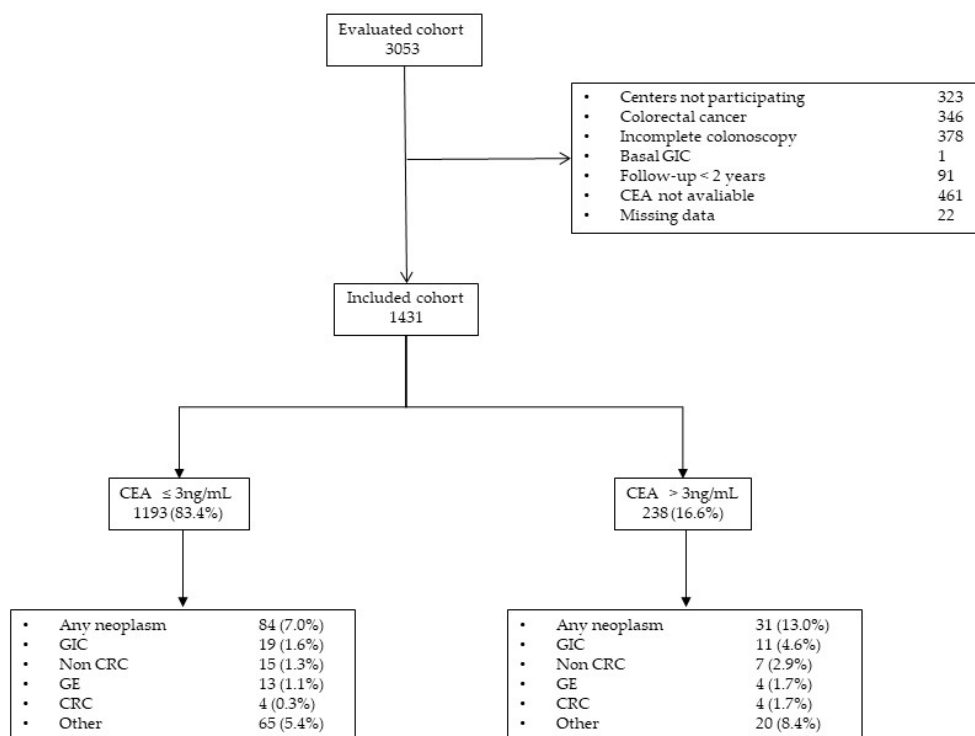 Evaluated cohort
3053
• Centers not participating 323
• Colorectal cancer 346
• Incomplete colonoscopy 378
• Basal GIC 1
• Follow-up < 2 years 91
• CEA not avaliable 461
• Missing data 22
Included cohort
1431
CEA ≤ 3ng/mL
1193 (83.4%)
CEA > 3ng/mL
238 (16.6%)
• Any neoplasm 84 (7.0%)
• GIC 19 (1.6%)
• Non CRC 15 (1.3%)
• GE 13 (1.1%)
• CRC 4 (0.3%)
• Other 65 (5.4%)
• Any neoplasm 31 (13.0%)
• GIC 11 (4.6%)
• Non CRC 7 (2.9%)
• GE 4 (1.7%)
• CRC 4 (1.7%)
• Other 20 (8.4%)